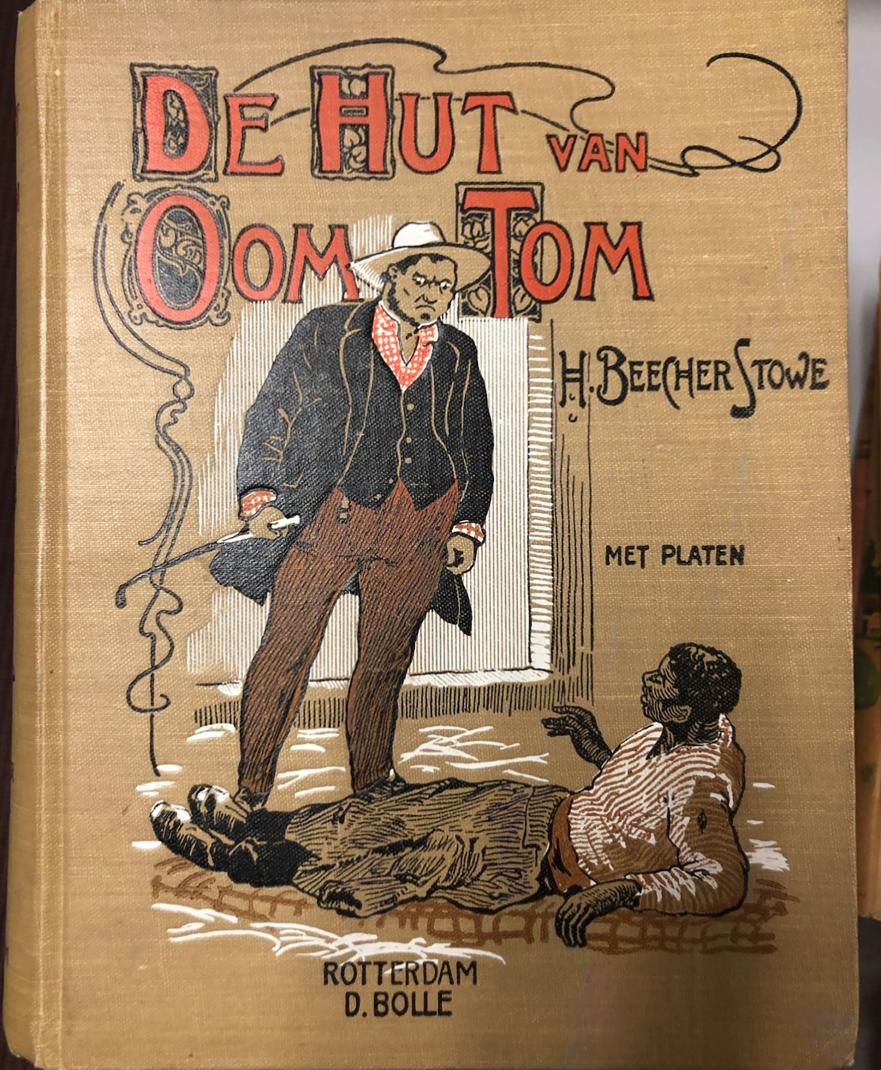 DE HUT VAN
OOM TOM
H. BEECHER STOWE
MET PLATEN
ROTTERDAM
D. BOLLE